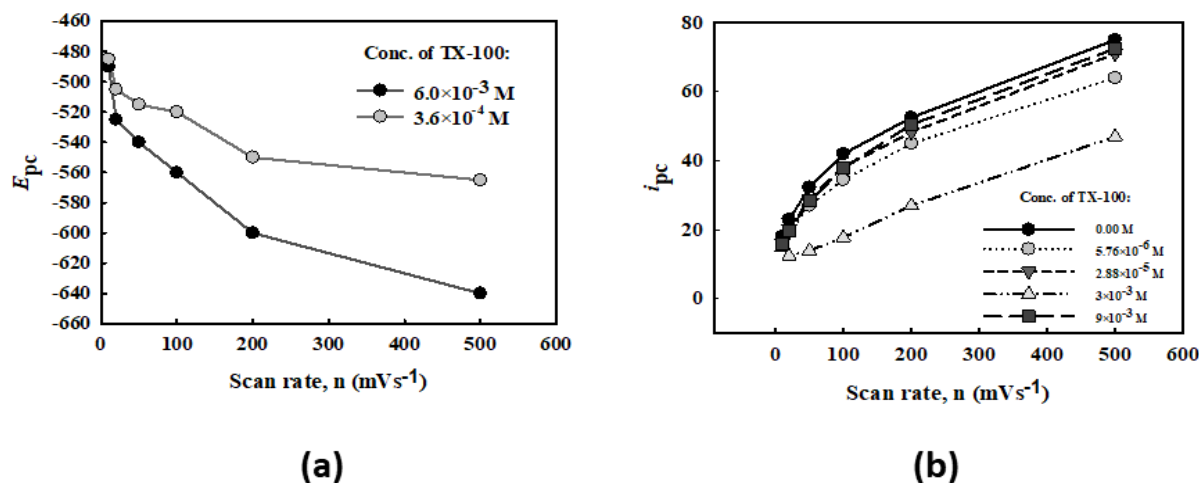 -460
-480
-500
-520
-540
-560
-580
-600
-620
-640
-660
E_pc
Conc. of TX-100:
6.0×10⁻³ M
3.6×10⁻⁴ M
0 100 200 300 400 500 600
Scan rate, n (mVs⁻¹)
(a)
80
60
40
20
0
i_pc
Conc. of TX-100:
0.00 M
5.76×10⁻⁶ M
2.88×10⁻⁵ M
3×10⁻³ M
9×10⁻³ M
0 100 200 300 400 500 600
Scan rate, n (mVs⁻¹)
(b)